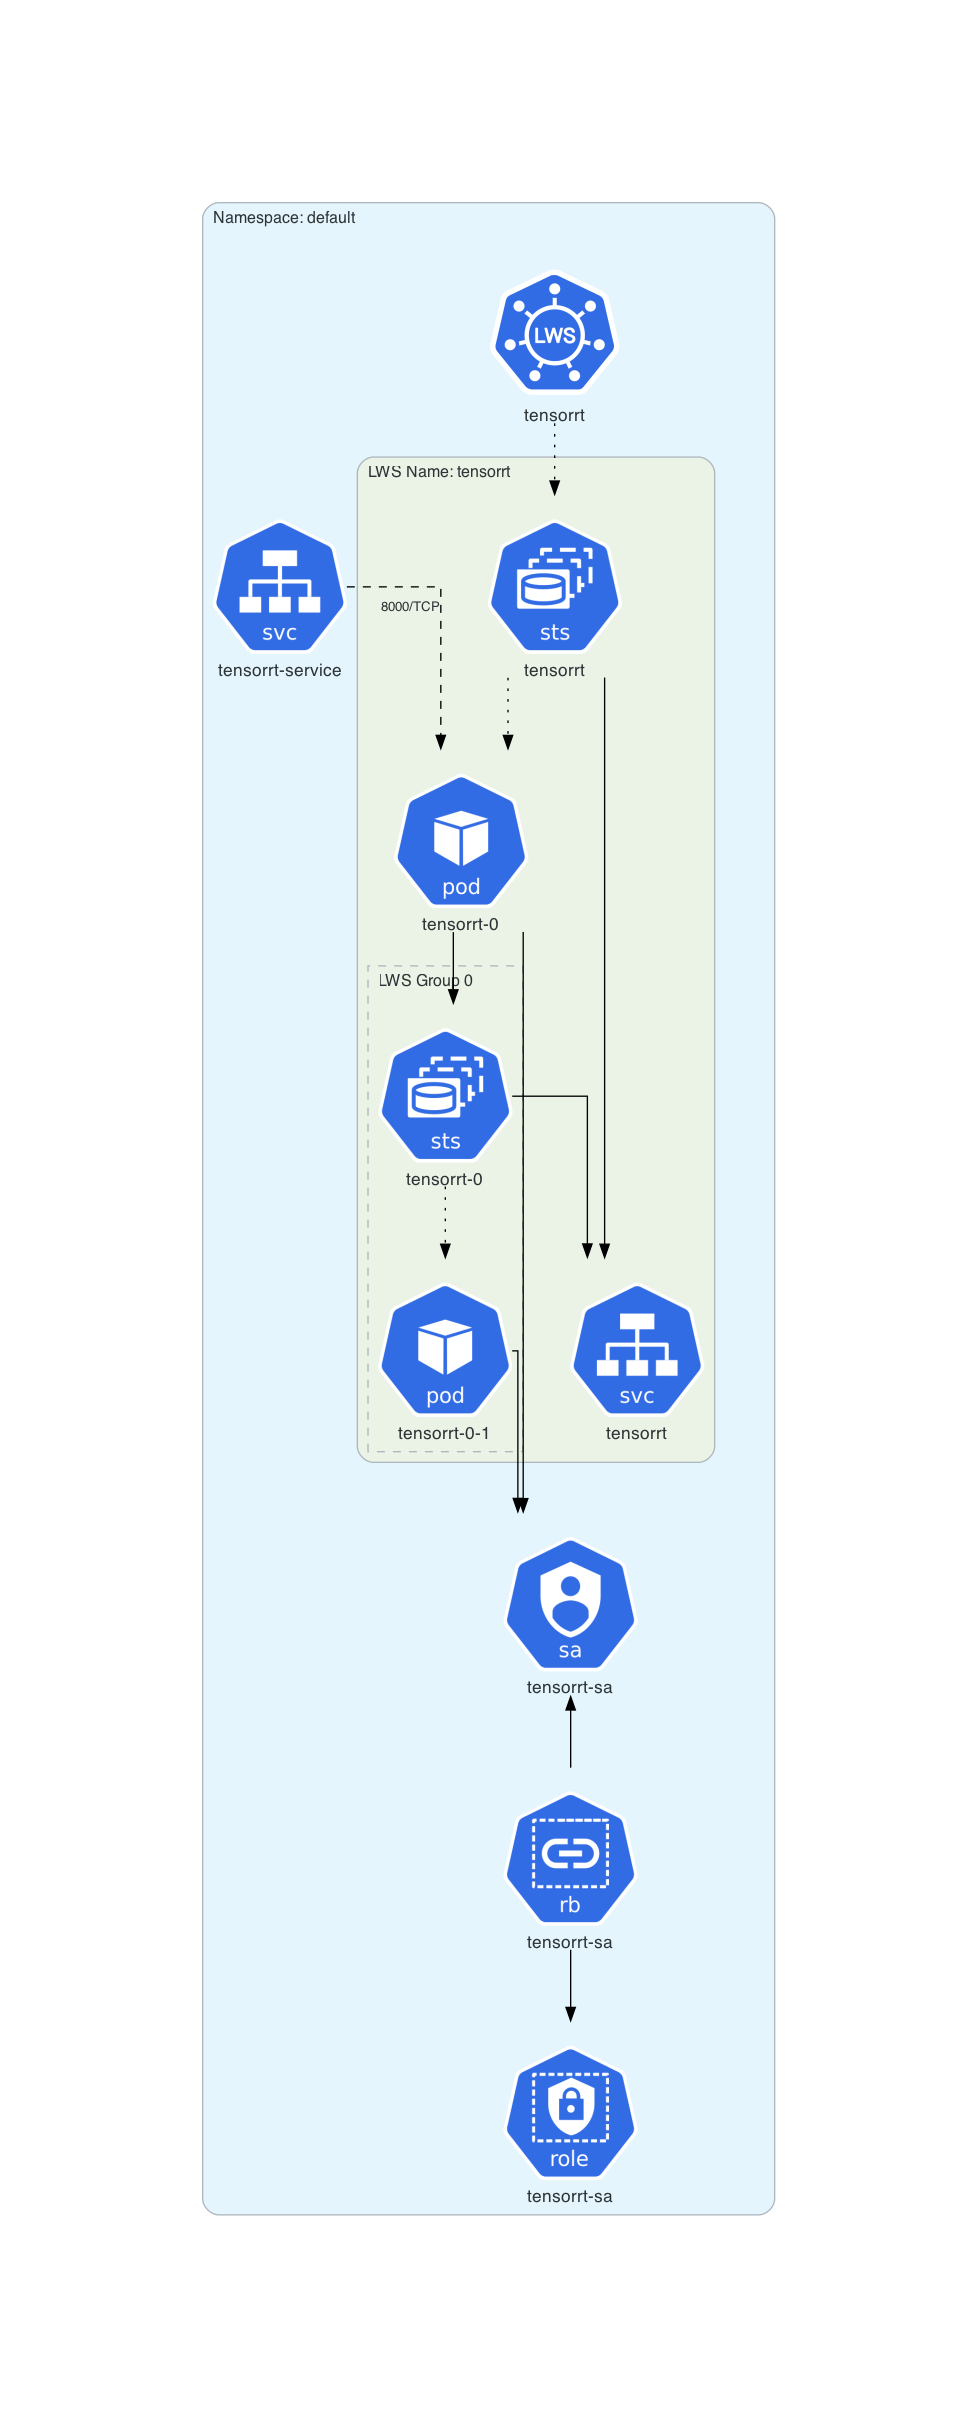 Namespace: default
LWS
tensorrt
LWS Name: tensorrt
svc
tensorrt-service
8000/TCP
sts
tensorrt
pod
tensorrt-0
LWS Group 0
sts
tensorrt-0
pod
tensorrt-0-1
svc
tensorrt
sa
tensorrt-sa
rb
tensorrt-sa
role
tensorrt-sa